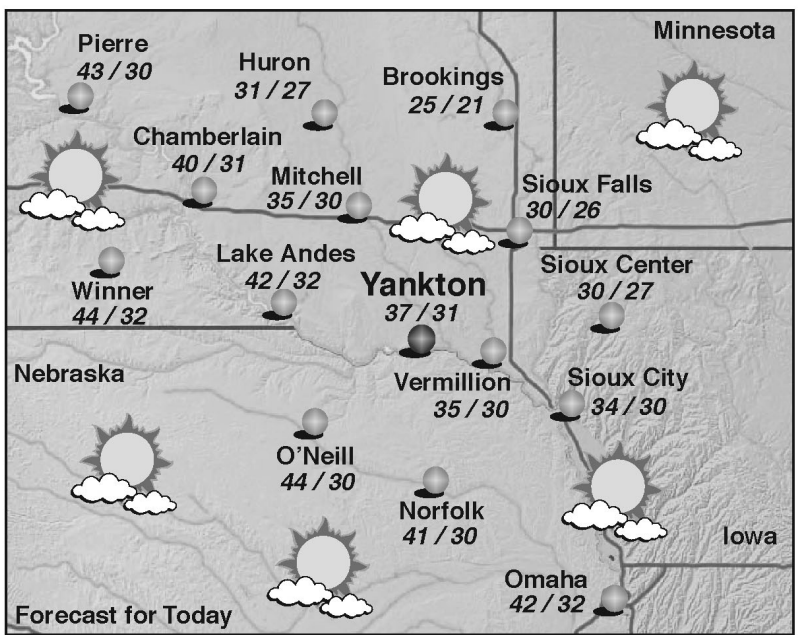 Minnesota
Pierre
43 / 30
Huron
31 / 27
Brookings
25 / 21
Chamberlain
40 / 31
Mitchell
35 / 30
Sioux Falls
30 / 26
Lake Andes
42 / 32
Sioux Center
30 / 27
Winner
44 / 32
Yankton
37 / 31
Nebraska
Vermillion
35 / 30
Sioux City
34 / 30
O'Neill
44 / 30
Norfolk
41 / 30
Iowa
Omaha
42 / 32
Forecast for Today